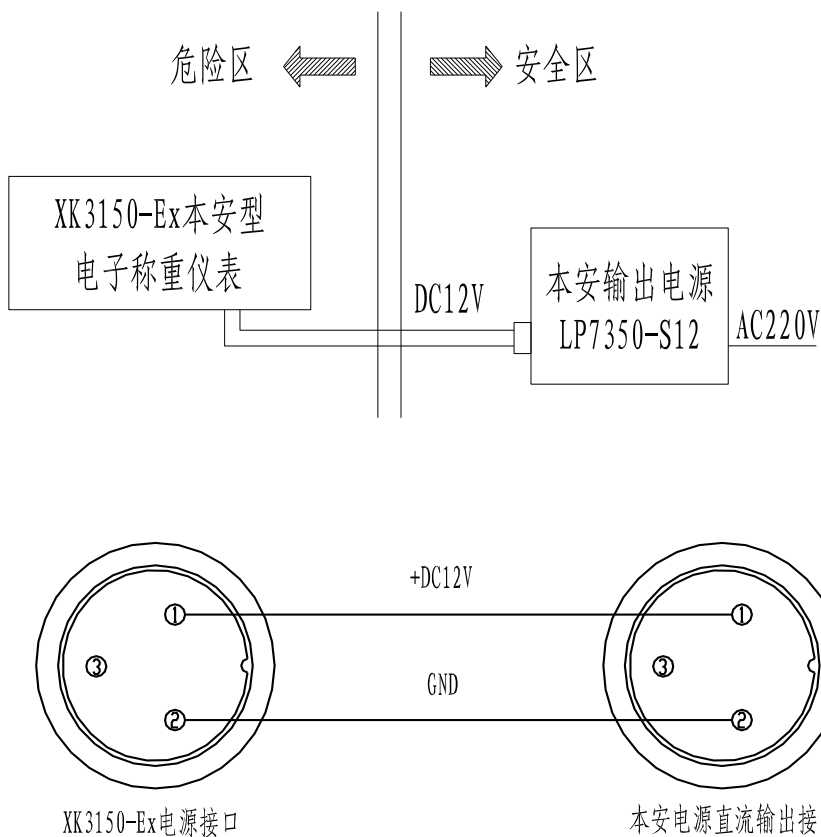 危险区
安全区
XK3150-Ex本安型
电子称重仪表
DC12V
本安输出电源
LP7350-S12
AC220V
+DC12V
①
①
③
③
GND
②
②
XK3150-Ex电源接口
本安电源直流输出接